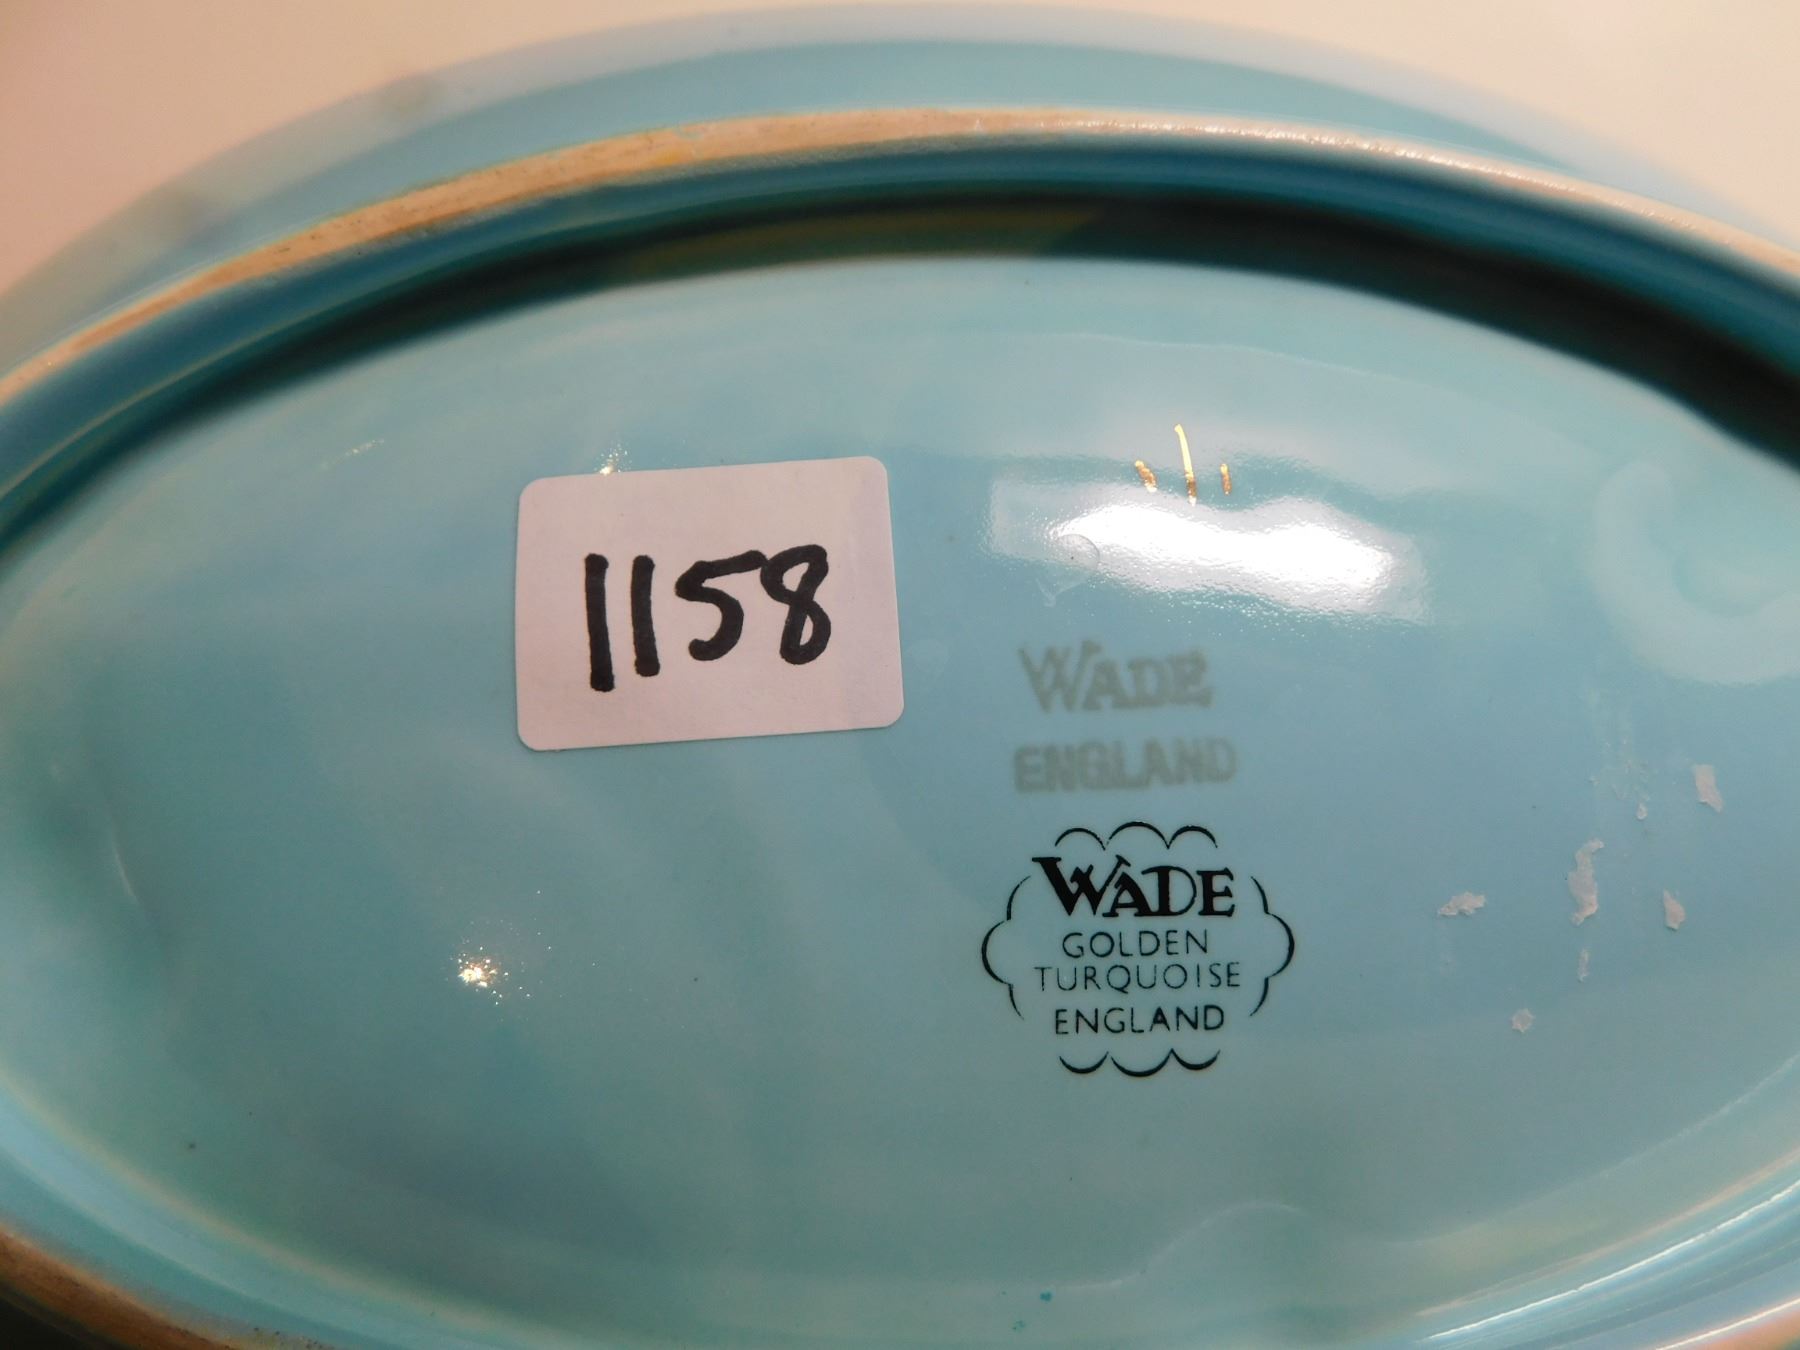 1158
WADE
ENGLAND
WADE
GOLDEN
TURQUOISE
ENGLAND